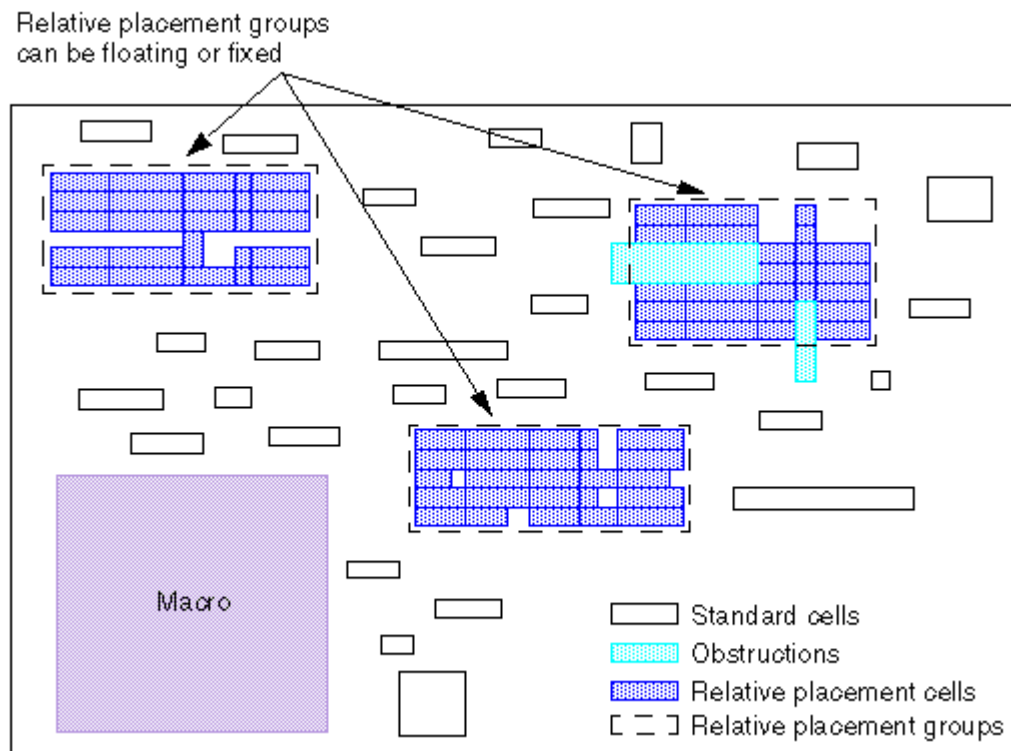 Relative placement groups
can be floating or fixed
Macro
Standard cells
Obstructions
Relative placement cells
Relative placement groups